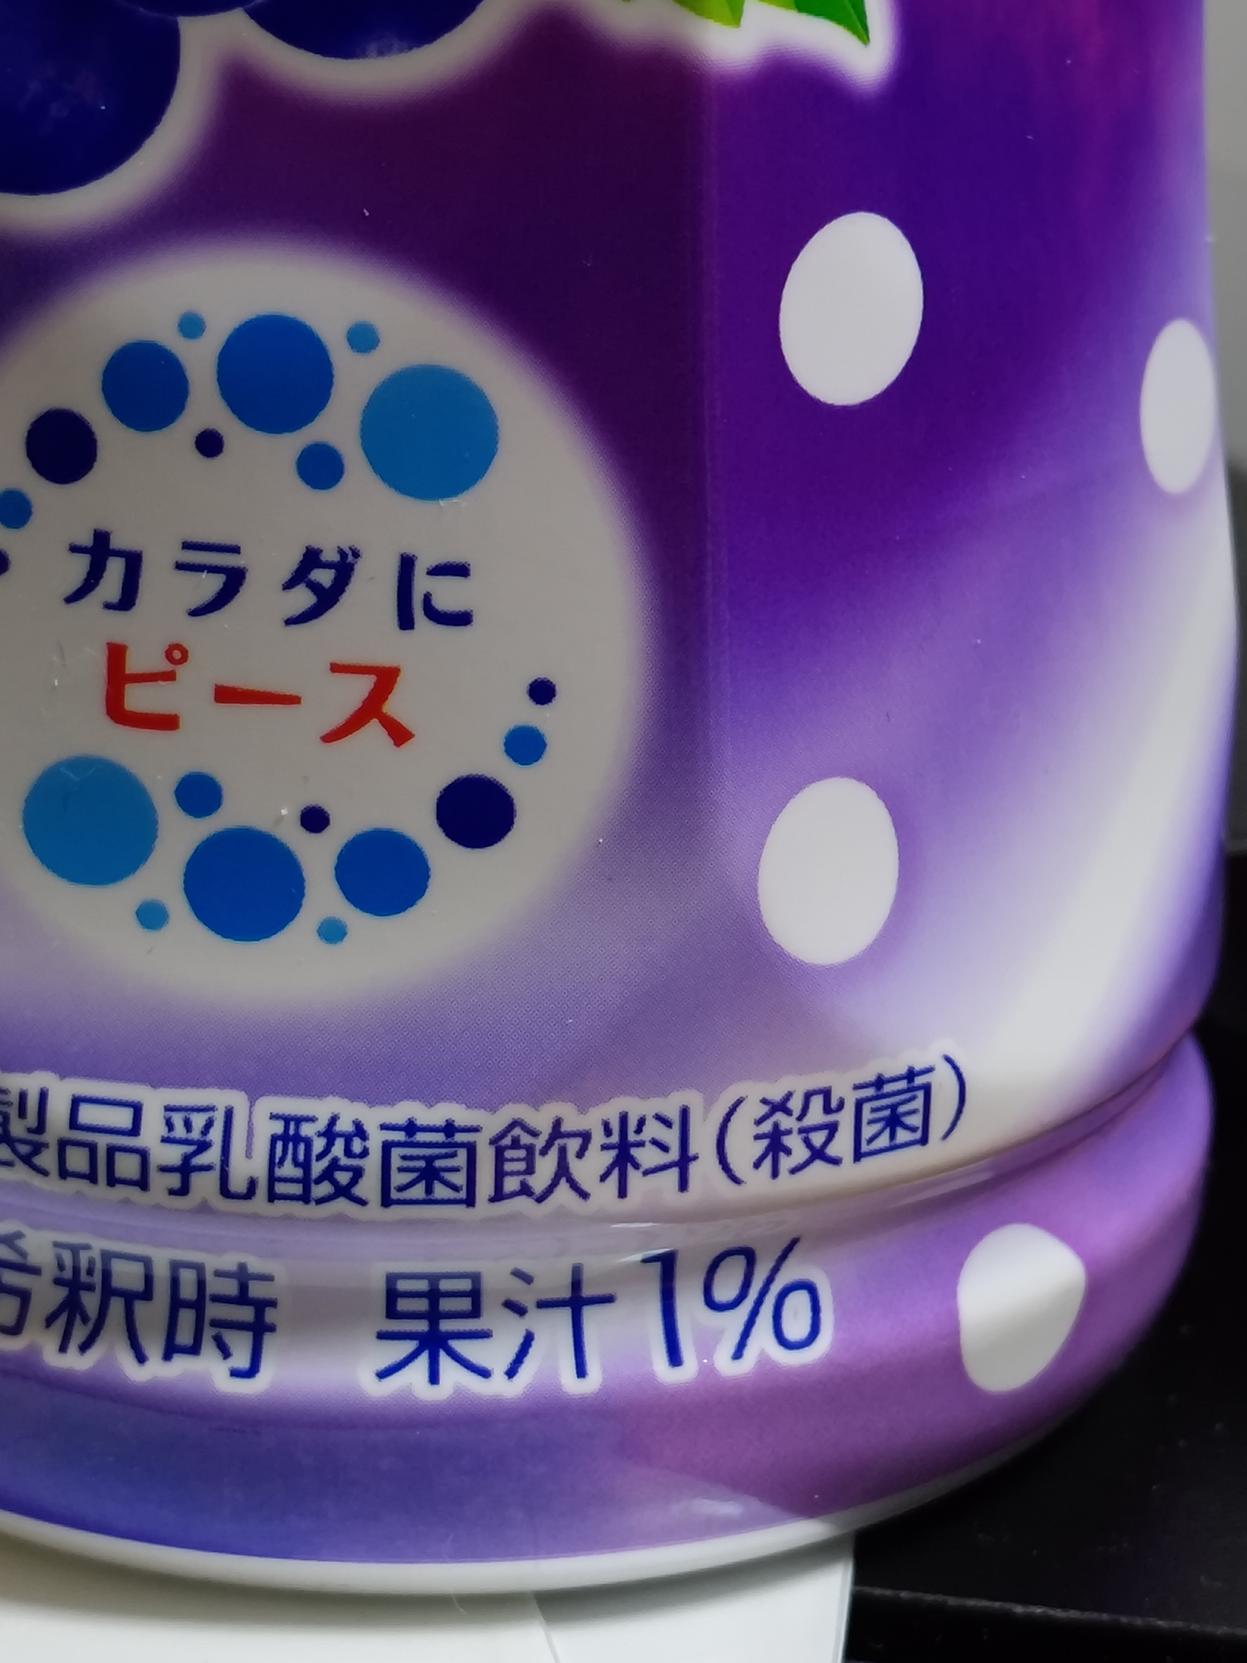 カラダに
ピース
製品乳酸菌飲料(殺菌)
希釈時 果汁1%